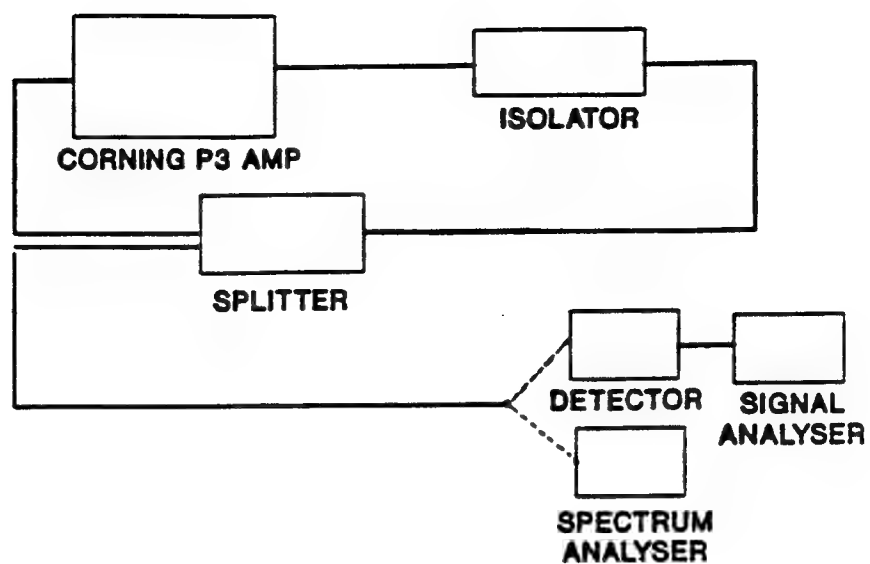 ISOLATOR
CORNING P3 AMP
SPLITTER
DETECTOR
SIGNAL
ANALYSER
SPECTRUM
ANALYSER